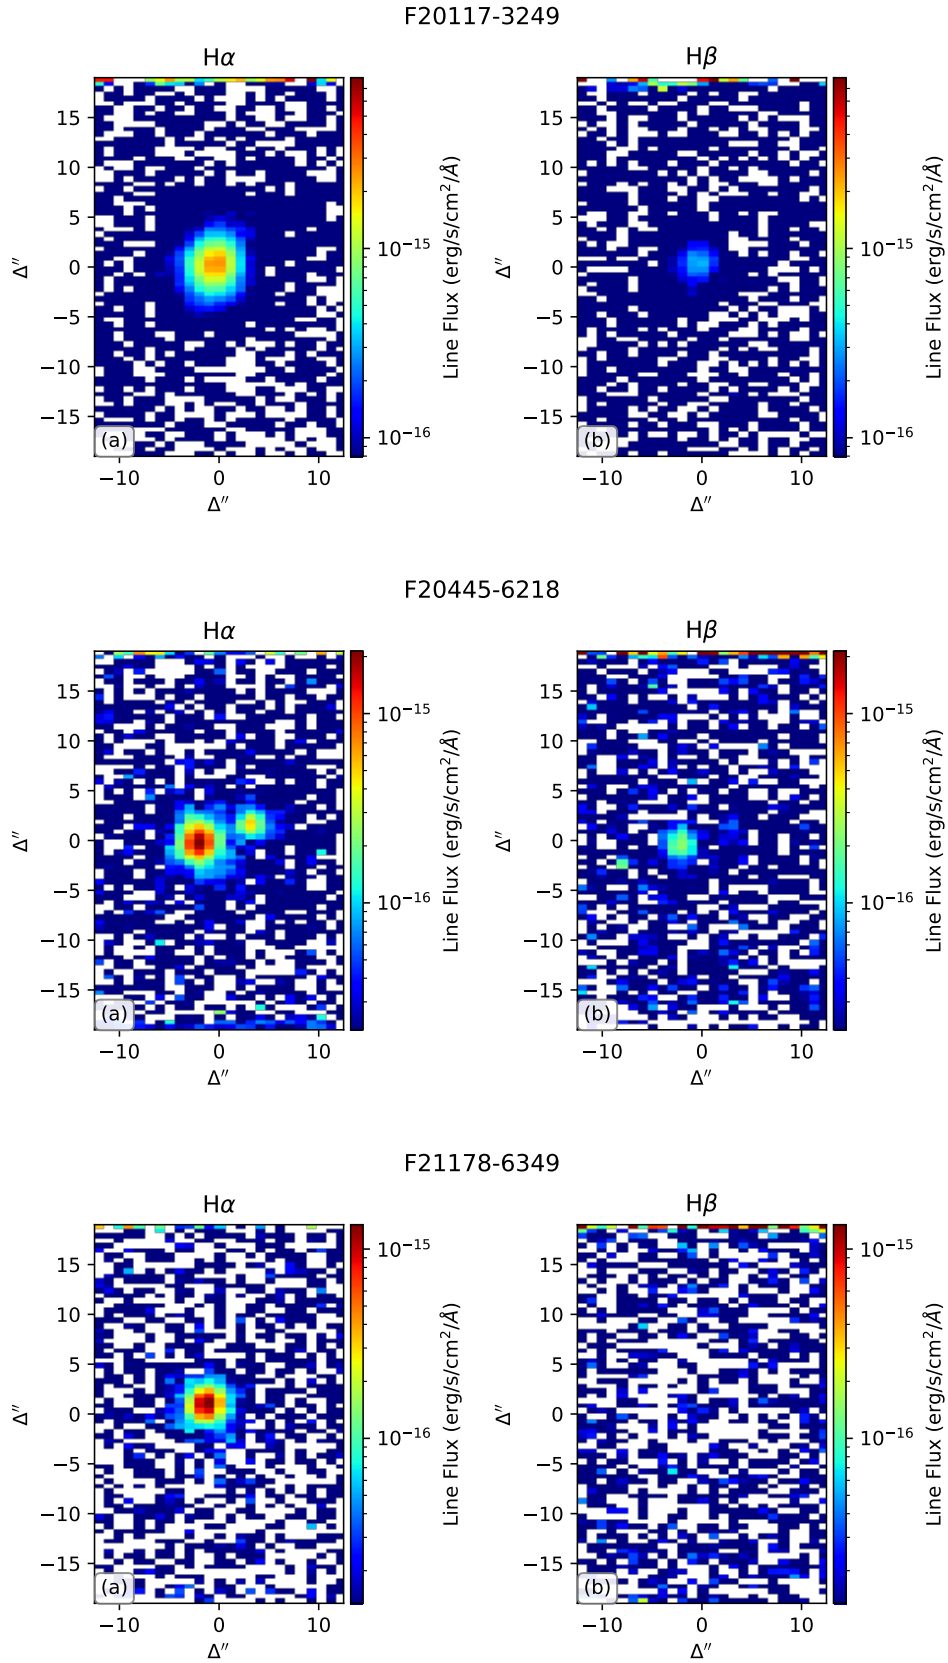 F20117-3249
Hα
Hβ
15
10
5
0
−5
−10
−15
Δ″
(a)
−10
0
10
Δ″
10⁻¹⁵
10⁻¹⁶
Line Flux (erg/s/cm²/Å)
15
10
5
0
−5
−10
−15
Δ″
(b)
−10
0
10
Δ″
10⁻¹⁵
10⁻¹⁶
Line Flux (erg/s/cm²/Å)
F20445-6218
Hα
Hβ
15
10
5
0
−5
−10
−15
Δ″
(a)
−10
0
10
Δ″
10⁻¹⁵
10⁻¹⁶
Line Flux (erg/s/cm²/Å)
15
10
5
0
−5
−10
−15
Δ″
(b)
−10
0
10
Δ″
10⁻¹⁵
10⁻¹⁶
Line Flux (erg/s/cm²/Å)
F21178-6349
Hα
Hβ
15
10
5
0
−5
−10
−15
Δ″
(a)
−10
0
10
Δ″
10⁻¹⁵
10⁻¹⁶
Line Flux (erg/s/cm²/Å)
15
10
5
0
−5
−10
−15
Δ″
(b)
−10
0
10
Δ″
10⁻¹⁵
10⁻¹⁶
Line Flux (erg/s/cm²/Å)